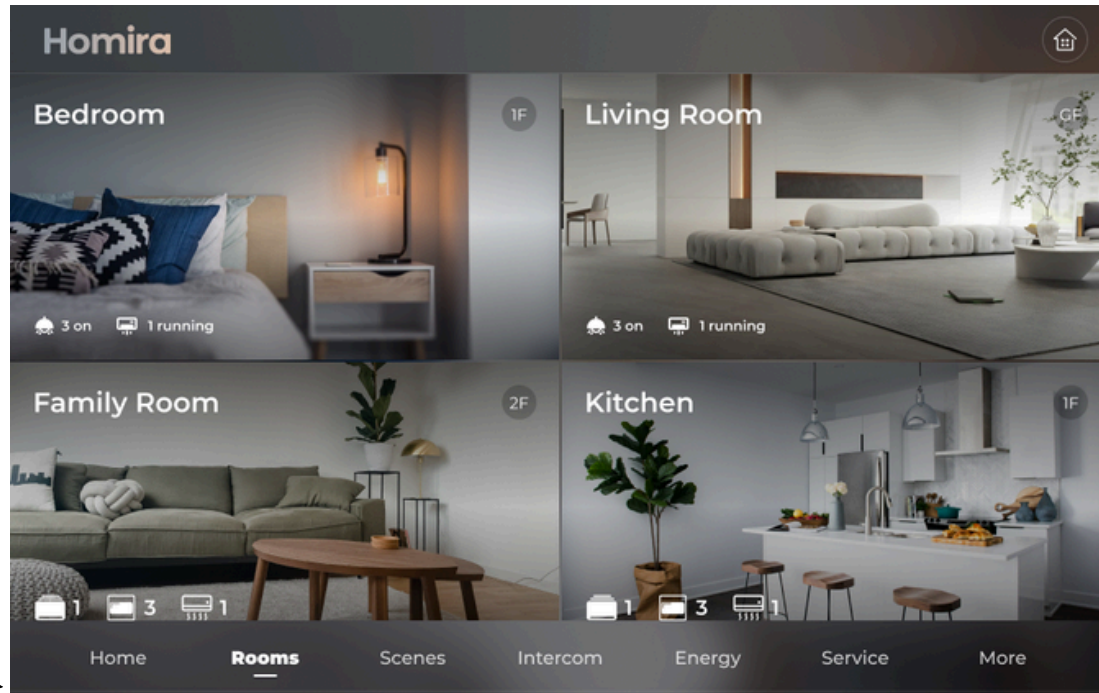 Homira
Bedroom
1F
Living Room
GF
3 on
1 running
3 on
1 running
Family Room
2F
Kitchen
1F
1
3
1
1
3
1
Home
Rooms
Scenes
Intercom
Energy
Service
More